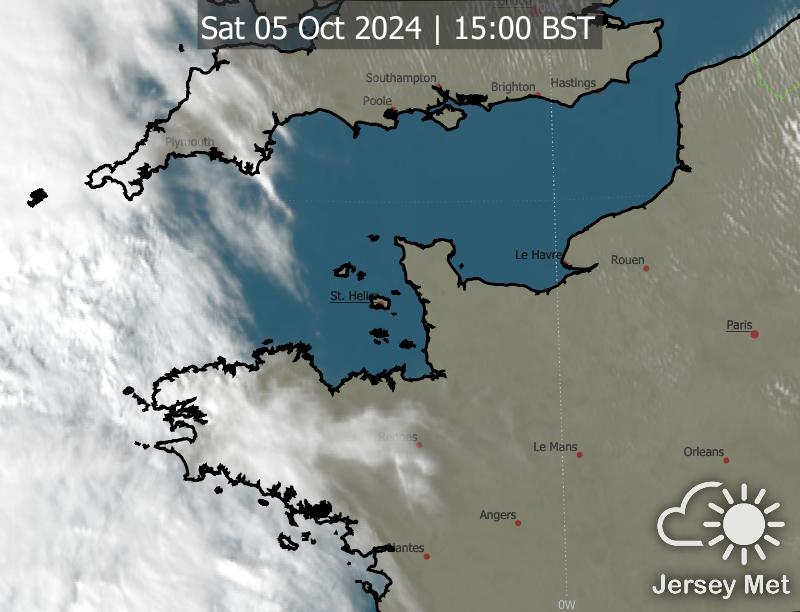 Sat 05 Oct 2024 | 15:00 BST
Southampton
Brighton
Hastings
Poole
Plymouth
Le Havre
Rouen
St. Helier
Paris
Rennes
Le Mans
Orleans
Angers
Nantes
Jersey Met
0W